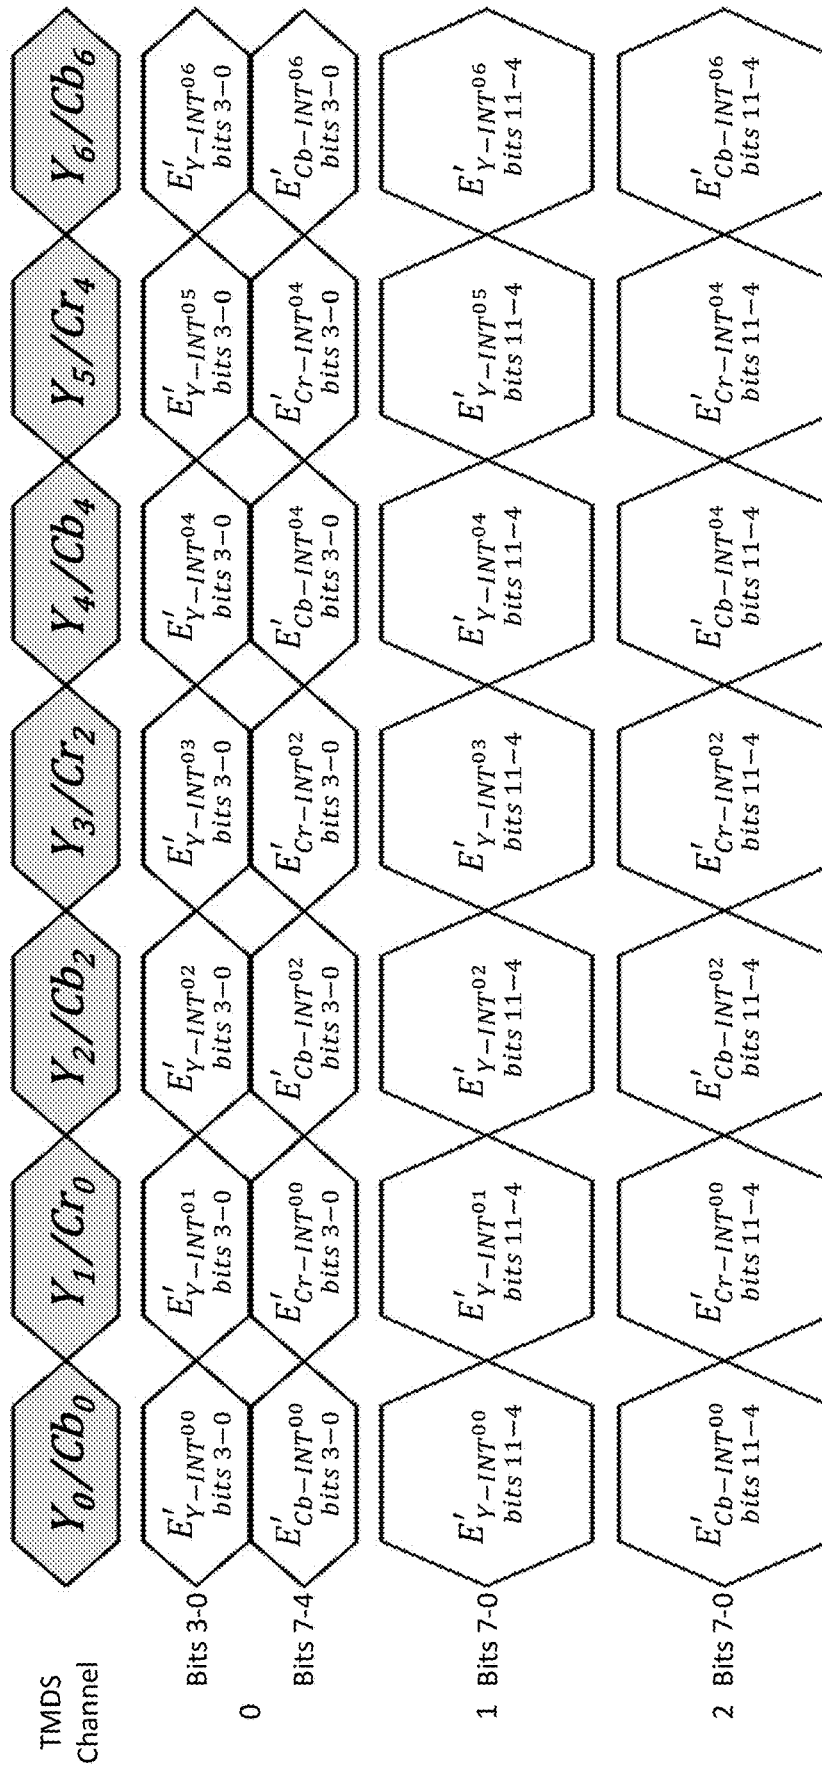 TMDS
Channel
Y0/Cb0
Y1/Cr0
Y2/Cb2
Y3/Cr2
Y4/Cb4
Y5/Cr4
Y6/Cb6
0
Bits 3-0
E'Y−INT00
bits 3−0
E'Y−INT01
bits 3−0
E'Y−INT02
bits 3−0
E'Y−INT03
bits 3−0
E'Y−INT04
bits 3−0
E'Y−INT05
bits 3−0
E'Y−INT06
bits 3−0
Bits 7-4
E'Cb−INT00
bits 3−0
E'Cr−INT00
bits 3−0
E'Cb−INT02
bits 3−0
E'Cr−INT02
bits 3−0
E'Cb−INT04
bits 3−0
E'Cr−INT04
bits 3−0
E'Cb−INT06
bits 3−0
1 Bits 7-0
E'Y−INT00
bits 11−4
E'Y−INT01
bits 11−4
E'Y−INT02
bits 11−4
E'Y−INT03
bits 11−4
E'Y−INT04
bits 11−4
E'Y−INT05
bits 11−4
E'Y−INT06
bits 11−4
2 Bits 7-0
E'Cb−INT00
bits 11−4
E'Cr−INT00
bits 11−4
E'Cb−INT02
bits 11−4
E'Cr−INT02
bits 11−4
E'Cb−INT04
bits 11−4
E'Cr−INT04
bits 11−4
E'Cb−INT06
bits 11−4